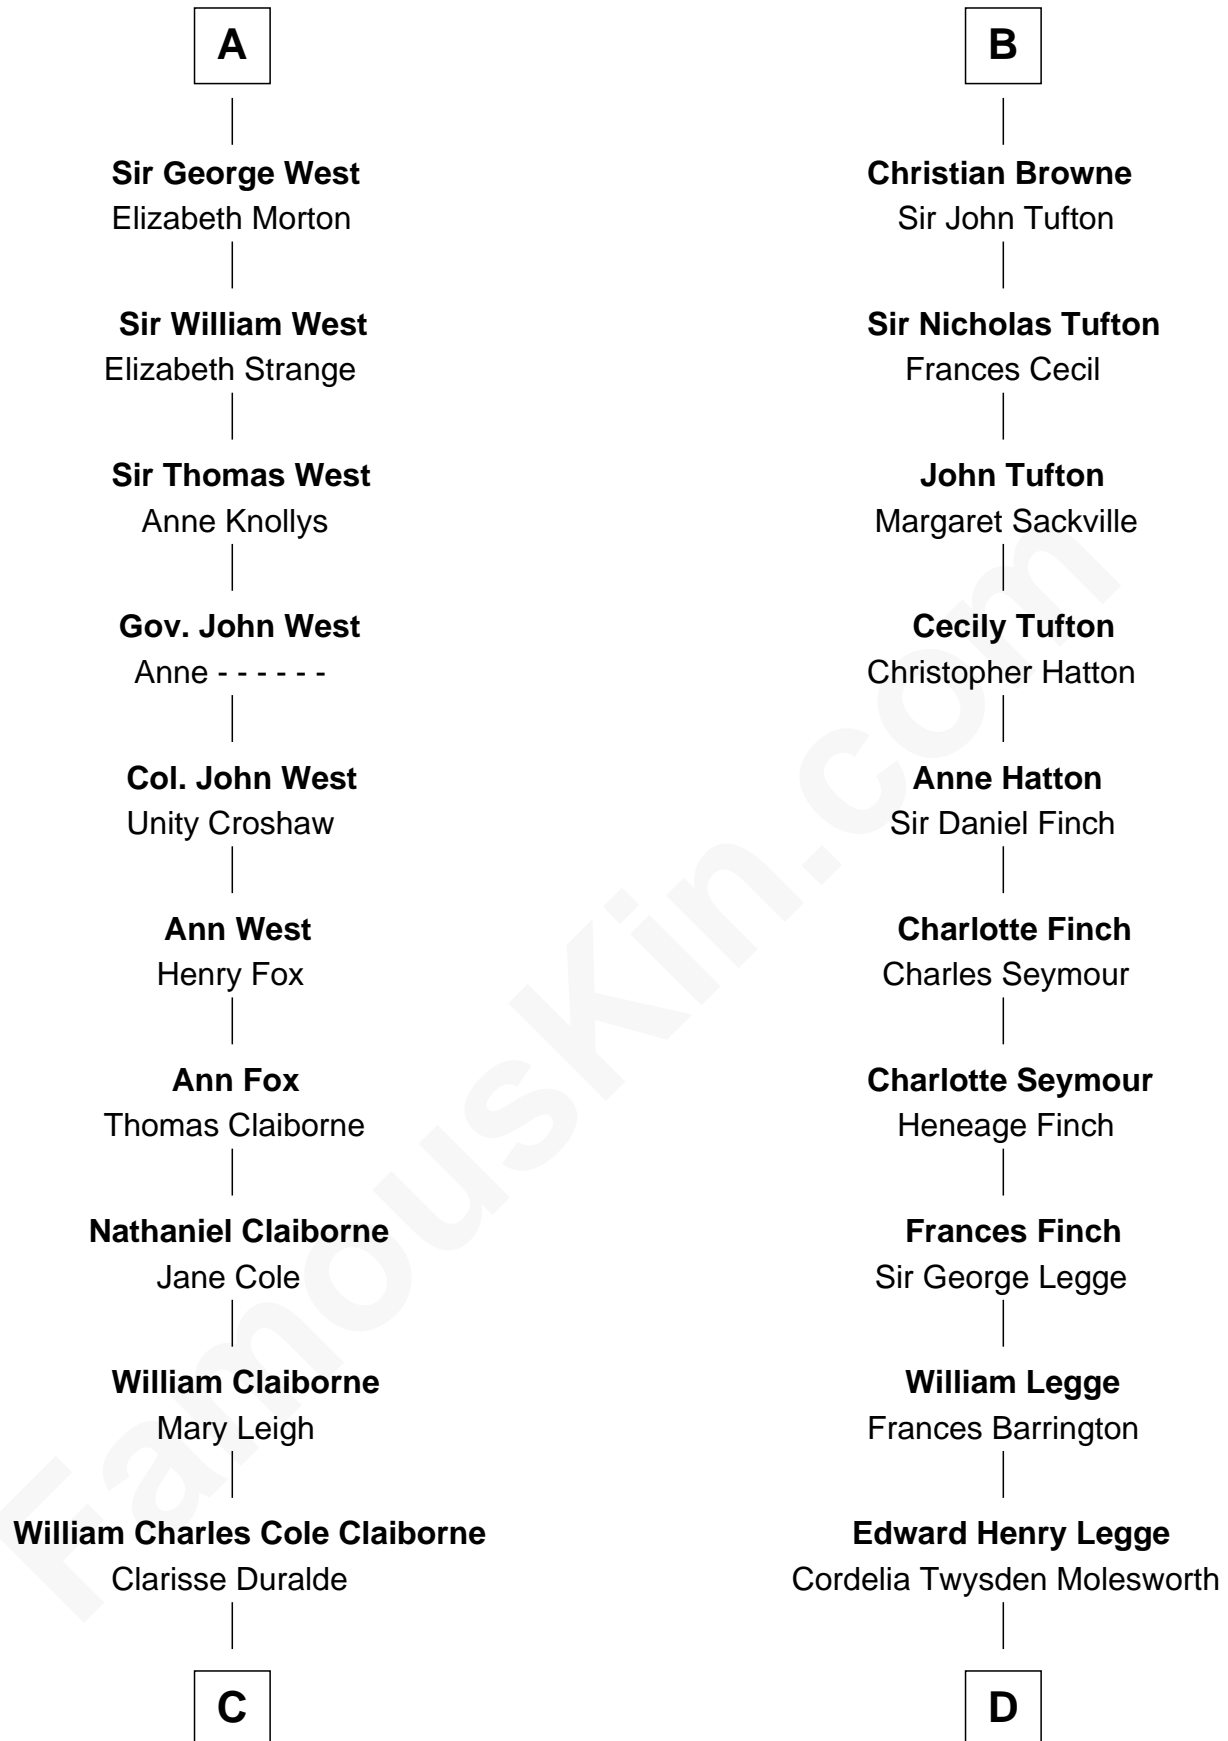 A
Sir George West
Elizabeth Morton
Sir William West
Elizabeth Strange
Sir Thomas West
Anne Knollys
Gov. John West
Anne - - - - - -
Col. John West
Unity Croshaw
Ann West
Henry Fox
Ann Fox
Thomas Claiborne
Nathaniel Claiborne
Jane Cole
William Claiborne
Mary Leigh
William Charles Cole Claiborne
Clarisse Duralde
C
B
Christian Browne
Sir John Tufton
Sir Nicholas Tufton
Frances Cecil
John Tufton
Margaret Sackville
Cecily Tufton
Christopher Hatton
Anne Hatton
Sir Daniel Finch
Charlotte Finch
Charles Seymour
Charlotte Seymour
Heneage Finch
Frances Finch
Sir George Legge
William Legge
Frances Barrington
Edward Henry Legge
Cordelia Twysden Molesworth
D
FamousKin.com